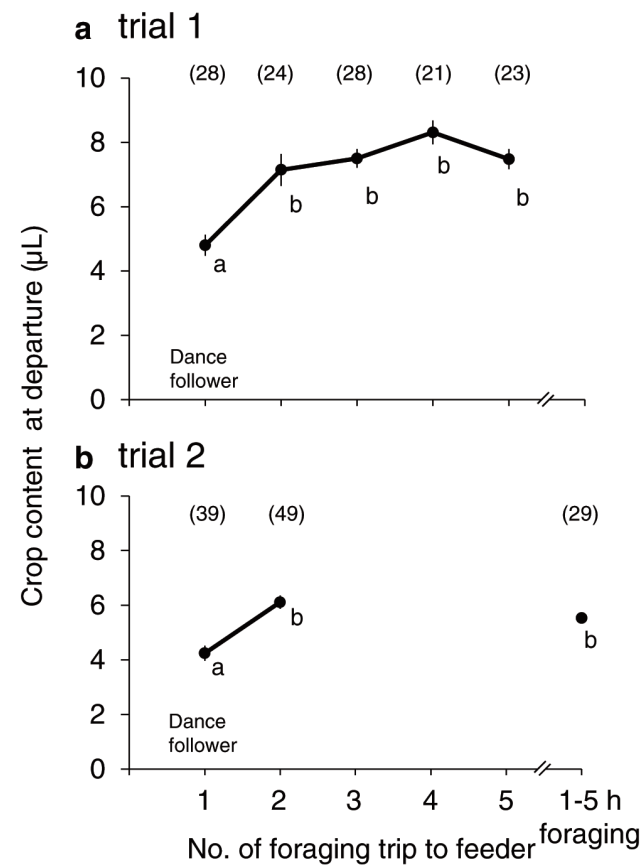 a trial 1
(28) (24) (28) (21) (23)
10
8
6
4
2
0
a
b
b
b
b
Dance
follower
Crop content at departure (µL)
b trial 2
(39) (49) (29)
10
8
6
4
2
0
a
b
b
Dance
follower
1 2 3 4 5 1-5 h
foraging
No. of foraging trip to feeder